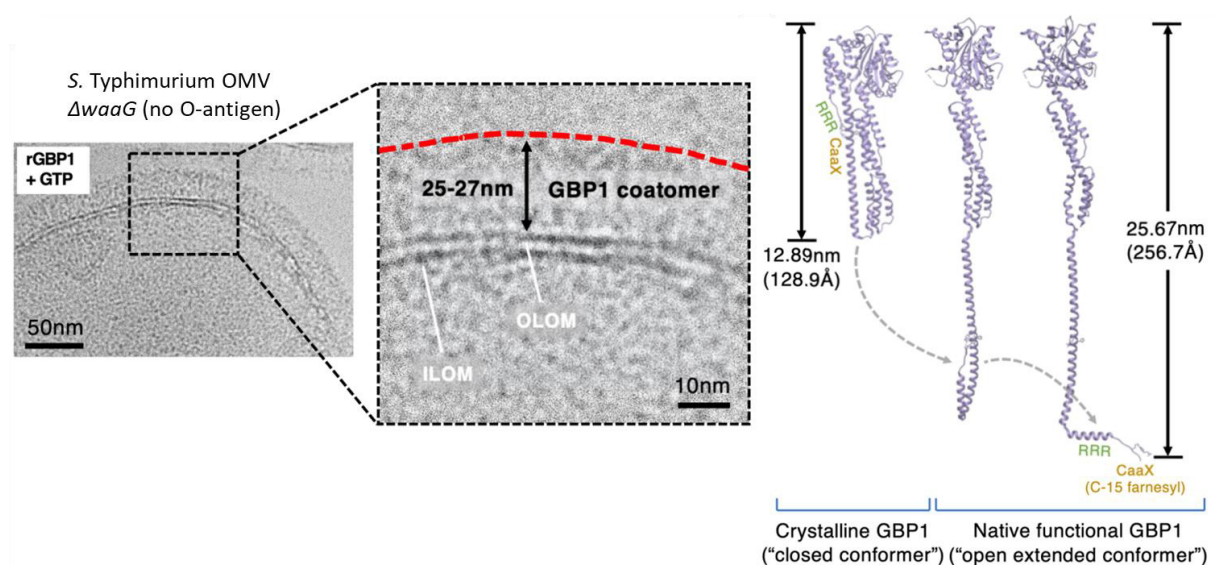 S. Typhimurium OMV
ΔwaaG (no O-antigen)
rGBP1
+ GTP
50nm
25-27nm
GBP1 coatomer
OLOM
ILOM
10nm
RRR
CaaX
12.89nm
(128.9Å)
25.67nm
(256.7Å)
RRR
CaaX
(C-15 farnesyl)
Crystalline GBP1
("closed conformer")
Native functional GBP1
("open extended conformer")